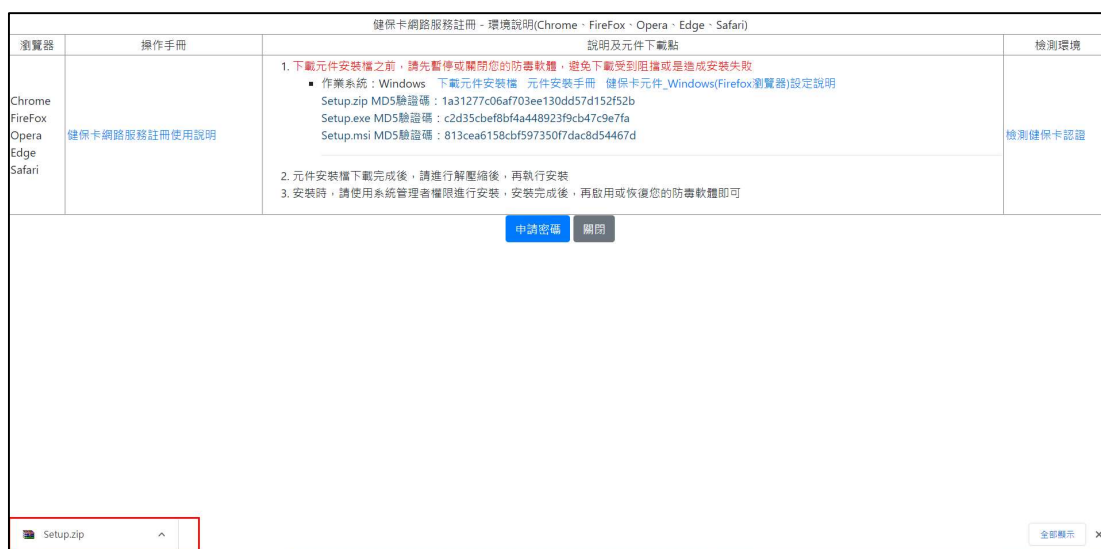 健保卡網路服務註冊 - 環境說明(Chrome、FireFox、Opera、Edge、Safari)
瀏覽器 操作手冊 說明及元件下載點 檢測環境
Chrome
FireFox
Opera
Edge
Safari
健保卡網路服務註冊使用說明
1. 下載元件安裝檔之前，請先暫停或關閉您的防毒軟體，避免下載受到阻擋或是造成安裝失敗
▪ 作業系統：Windows 下載元件安裝檔 元件安裝手冊 健保卡元件_Windows(Firefox瀏覽器)設定說明
Setup.zip MD5驗證碼：1a31277c06af703ee130dd57d152f52b
Setup.exe MD5驗證碼：c2d35cbef8bf4a448923f9cb47c9e7fa
Setup.msi MD5驗證碼：813cea6158cbf597350f7dac8d54467d
2. 元件安裝檔下載完成後，請進行解壓縮後，再執行安裝
3. 安裝時，請使用系統管理者權限進行安裝，安裝完成後，再啟用或恢復您的防毒軟體即可
檢測健保卡認證
申請密碼 關閉
Setup.zip
全部顯示